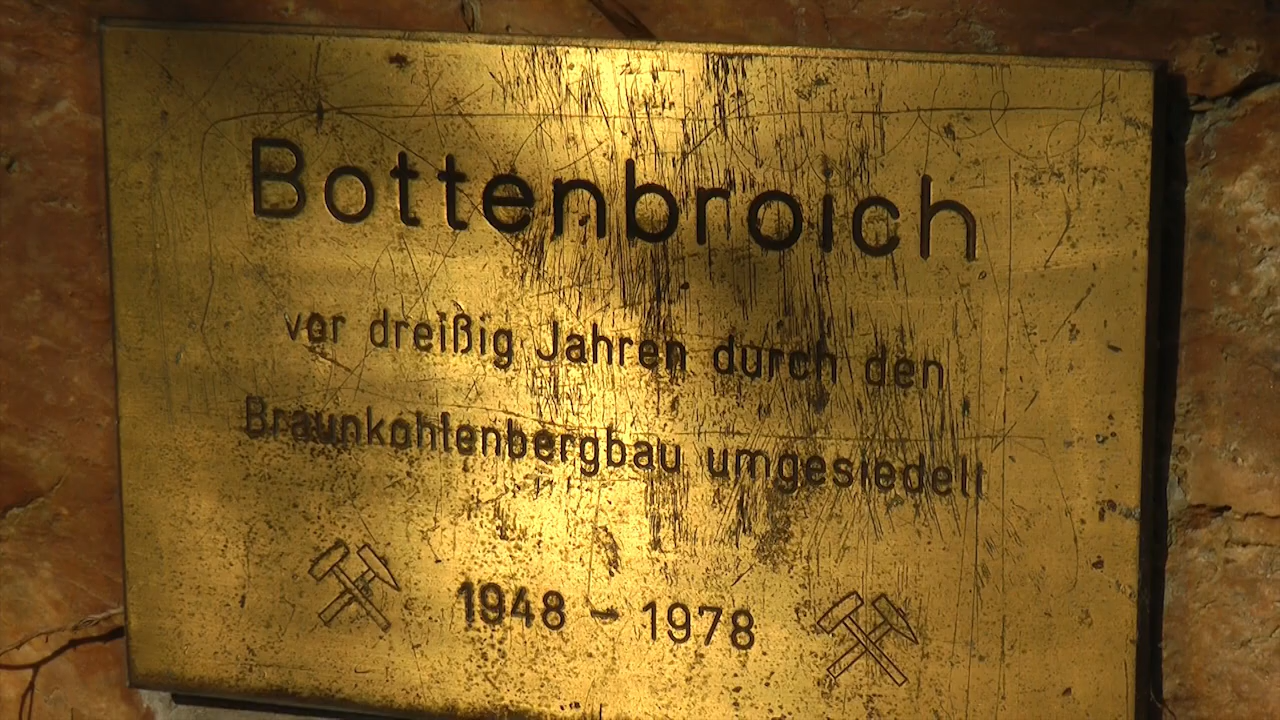 Bottenbroich
vor dreißig Jahren durch den
Braunkohlenbergbau umgesiedelt
1948 - 1978